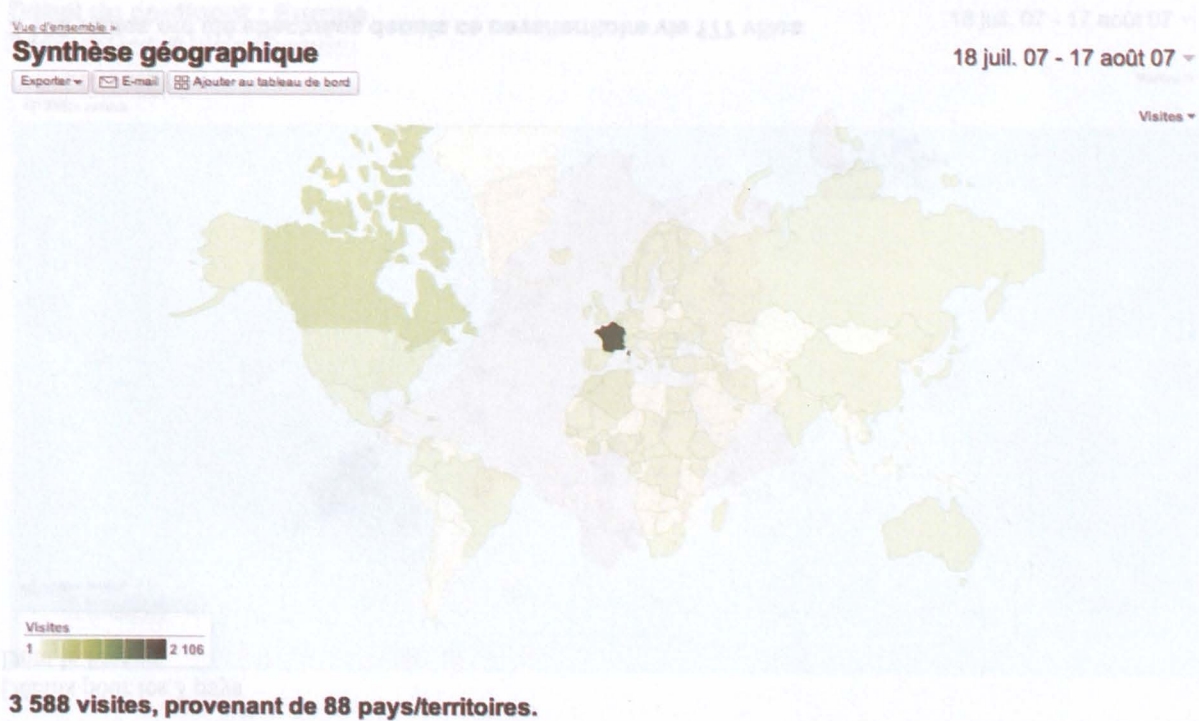 Vue d'ensemble »
Synthèse géographique
18 juil. 07 - 17 août 07
Exporter
E-mail
Ajouter au tableau de bord
Visites
Visites
1
2 106
3 588 visites, provenant de 88 pays/territoires.